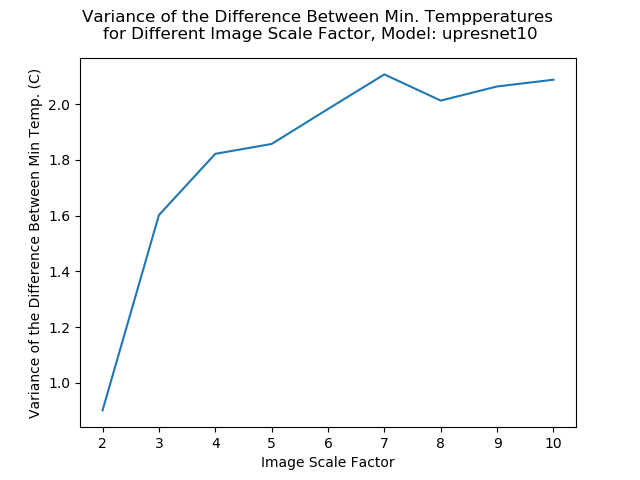 Variance of the Difference Between Min. Tempperatures
for Different Image Scale Factor, Model: upresnet10
Variance of the Difference Between Min Temp. (C)
2.0
1.8
1.6
1.4
1.2
1.0
2 3 4 5 6 7 8 9 10
Image Scale Factor